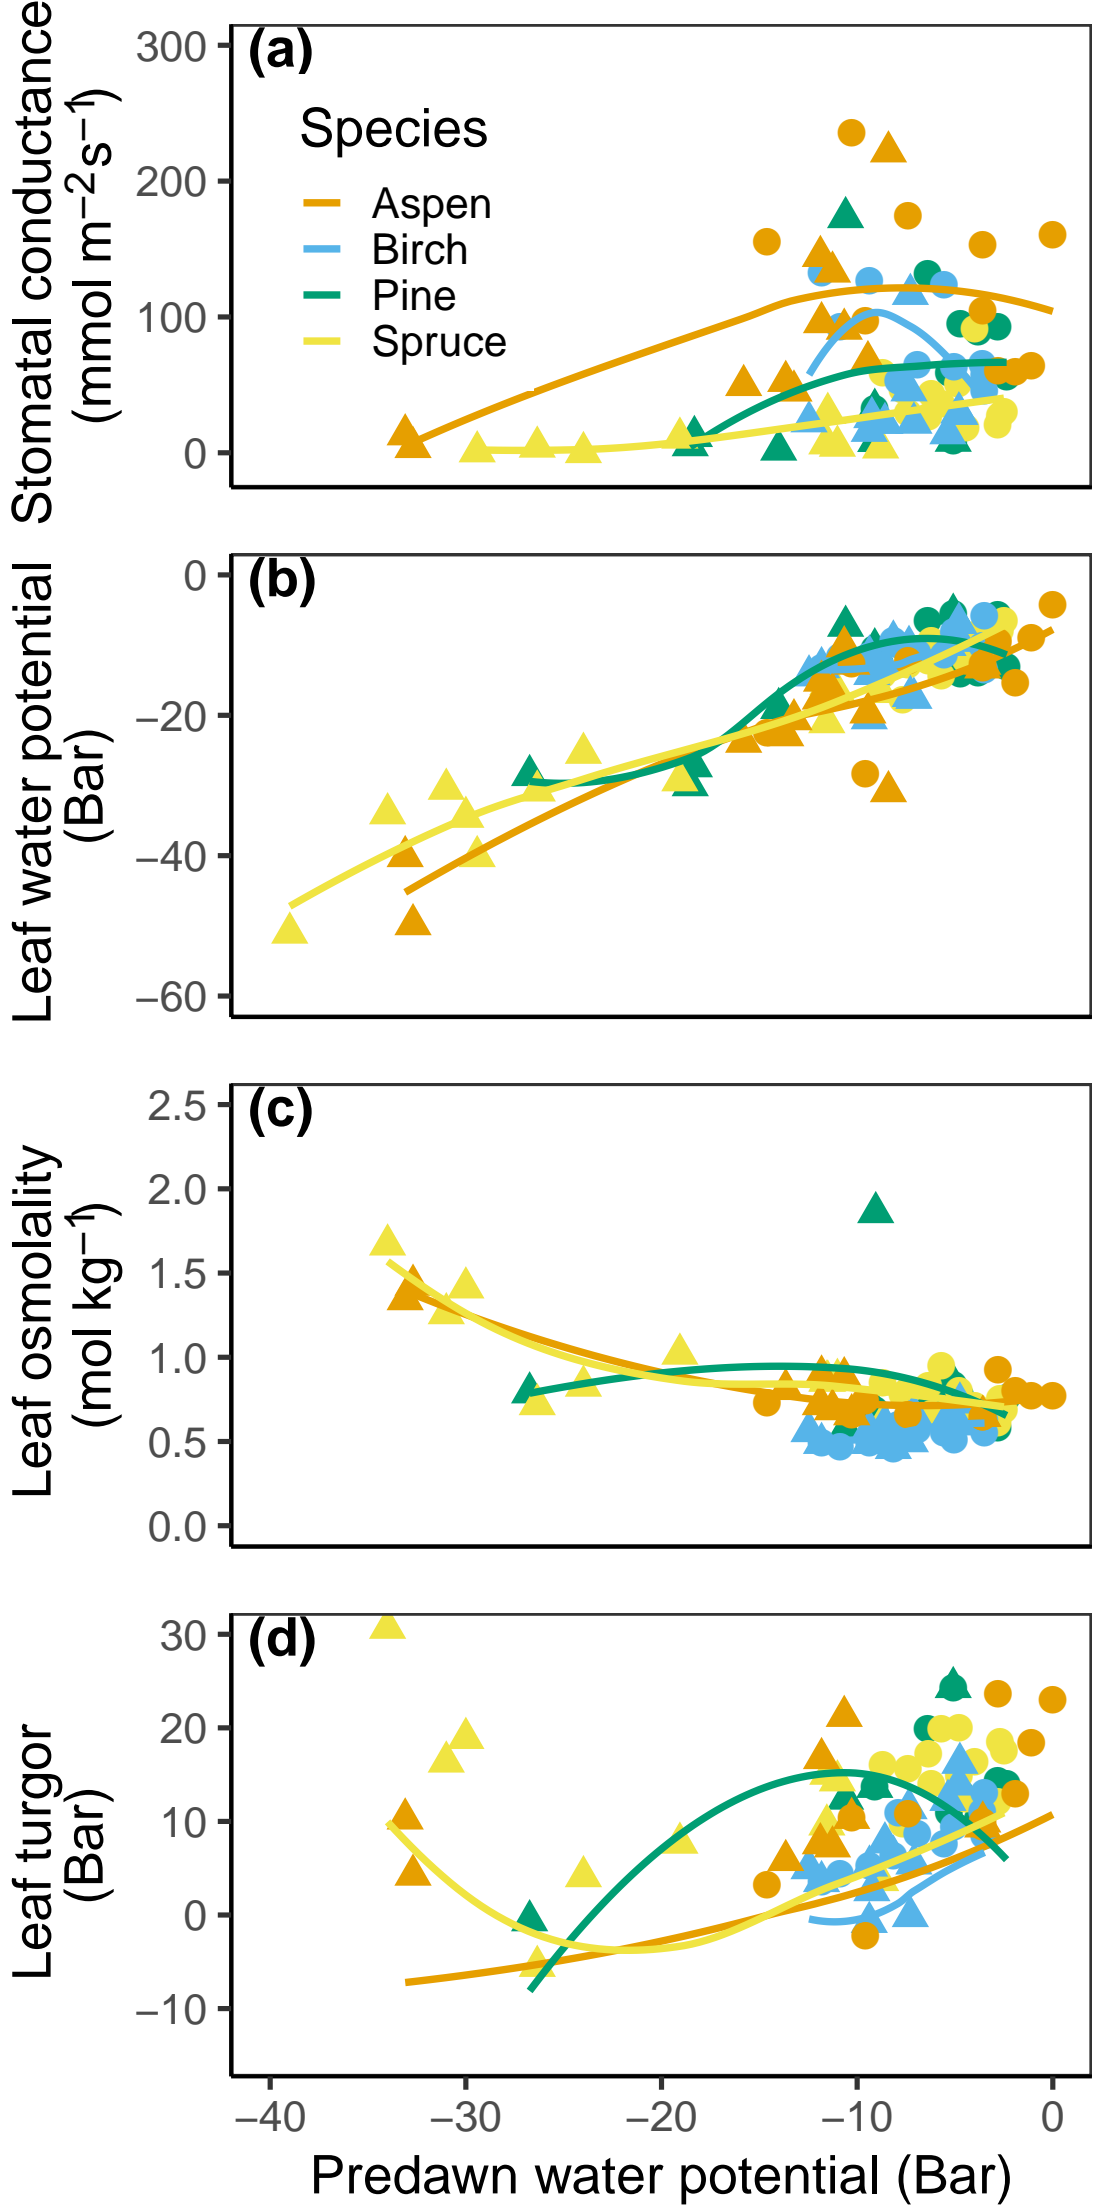 (a)
Stomatal conductance
(mmol m−2s−1)
300
200
100
0
Species
Aspen
Birch
Pine
Spruce
(b)
Leaf water potential
(Bar)
0
−20
−40
−60
(c)
Leaf osmolality
(mol kg−1)
2.5
2.0
1.5
1.0
0.5
0.0
(d)
Leaf turgor
(Bar)
30
20
10
0
−10
−40 −30 −20 −10 0
Predawn water potential (Bar)